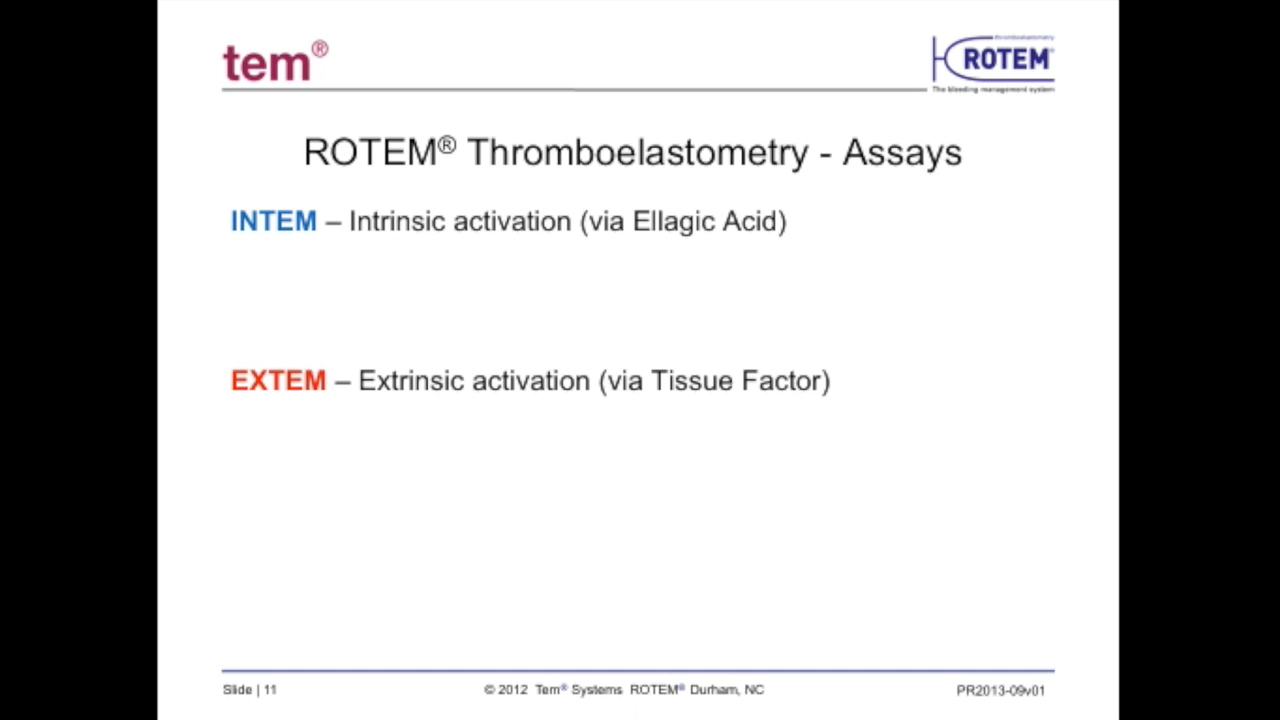 tem®
thromboelastometry
ROTEM®
The bleeding management system
ROTEM® Thromboelastometry - Assays
INTEM – Intrinsic activation (via Ellagic Acid)
EXTEM – Extrinsic activation (via Tissue Factor)
Slide | 11
© 2012 Tem® Systems ROTEM® Durham, NC
PR2013-09v01